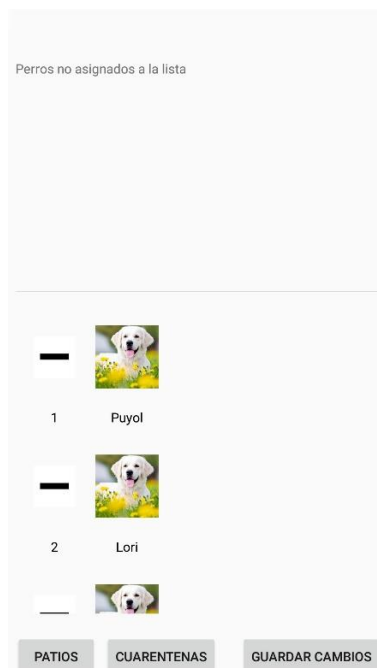 Perros no asignados a la lista
1 Puyol
2 Lori
PATIOS CUARENTENAS GUARDAR CAMBIOS